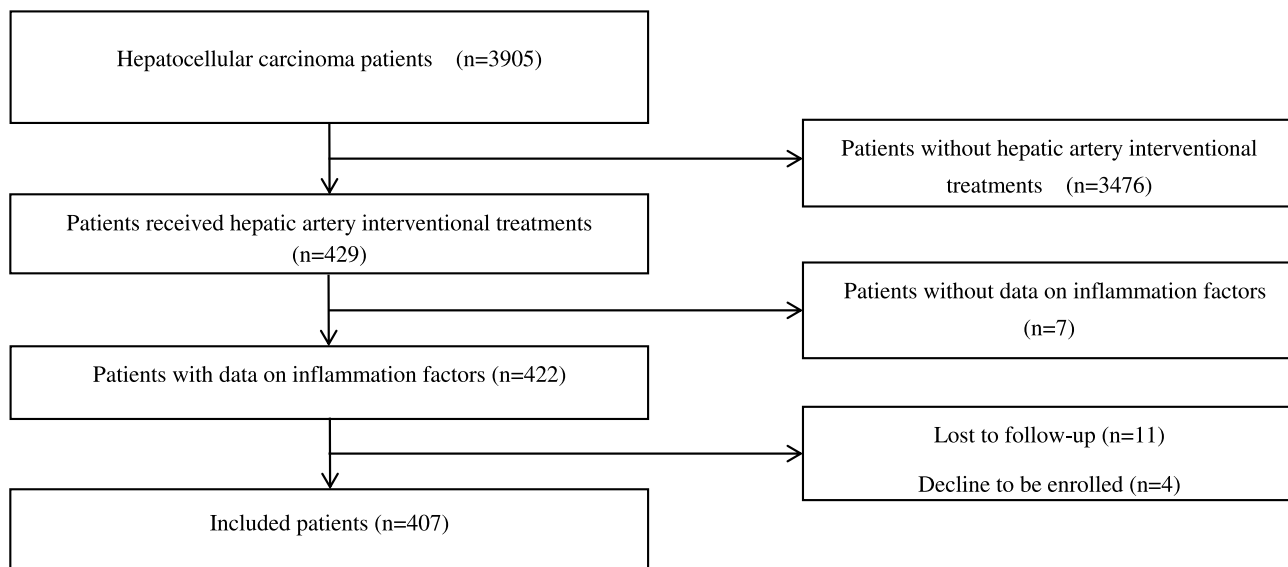 Hepatocellular carcinoma patients (n=3905)
Patients without hepatic artery interventional
treatments (n=3476)
Patients received hepatic artery interventional treatments
(n=429)
Patients without data on inflammation factors
(n=7)
Patients with data on inflammation factors (n=422)
Lost to follow-up (n=11)
Decline to be enrolled (n=4)
Included patients (n=407)